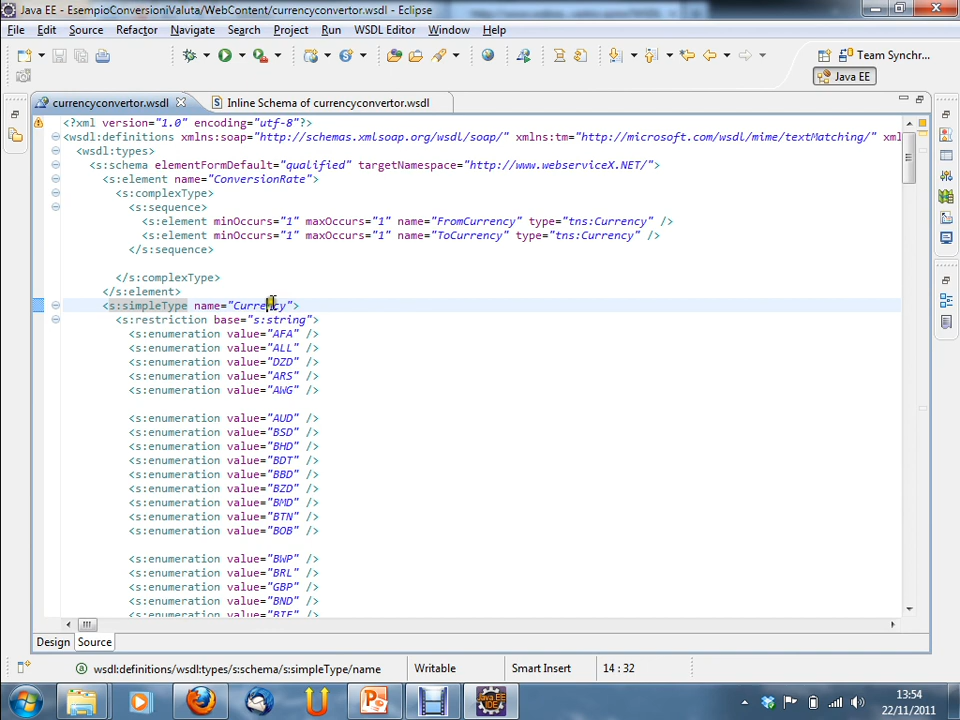 Java EE - EsempioConversioniValuta/WebContent/currencyconvertor.wsdl - Eclipse
File Edit Source Refactor Navigate Search Project Run WSDL Editor Window Help
Team Synchr...
Java EE
currencyconvertor.wsdl
Inline Schema of currencyconvertor.wsdl
<?xml version="1.0" encoding="utf-8"?>
<wsdl:definitions xmlns:soap="http://schemas.xmlsoap.org/wsdl/soap/" xmlns:tm="http://microsoft.com/wsdl/mime/textMatching/" xml
<wsdl:types>
<s:schema elementFormDefault="qualified" targetNamespace="http://www.webserviceX.NET/">
<s:element name="ConversionRate">
<s:complexType>
<s:sequence>
<s:element minOccurs="1" maxOccurs="1" name="FromCurrency" type="tns:Currency" />
<s:element minOccurs="1" maxOccurs="1" name="ToCurrency" type="tns:Currency" />
</s:sequence>
</s:complexType>
</s:element>
<s:simpleType name="Currency">
<s:restriction base="s:string">
<s:enumeration value="AFA" />
<s:enumeration value="ALL" />
<s:enumeration value="DZD" />
<s:enumeration value="ARS" />
<s:enumeration value="AWG" />
<s:enumeration value="AUD" />
<s:enumeration value="BSD" />
<s:enumeration value="BHD" />
<s:enumeration value="BDT" />
<s:enumeration value="BBD" />
<s:enumeration value="BZD" />
<s:enumeration value="BMD" />
<s:enumeration value="BTN" />
<s:enumeration value="BOB" />
<s:enumeration value="BWP" />
<s:enumeration value="BRL" />
<s:enumeration value="GBP" />
<s:enumeration value="BND" />
<s:enumeration value="BIF" />
Design Source
wsdl:definitions/wsdl:types/s:schema/s:simpleType/name
Writable
Smart Insert
14 : 32
13:54
22/11/2011